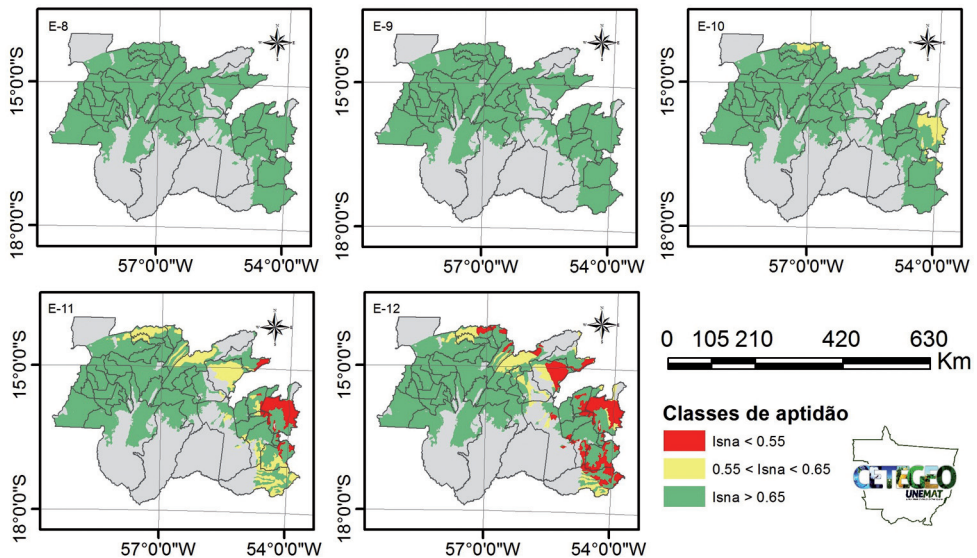 E-8
15°0'0"S
18°0'0"S
57°0'0"W 54°0'0"W
E-9
15°0'0"S
18°0'0"S
57°0'0"W 54°0'0"W
E-10
15°0'0"S
18°0'0"S
57°0'0"W 54°0'0"W
E-11
15°0'0"S
18°0'0"S
57°0'0"W 54°0'0"W
E-12
15°0'0"S
18°0'0"S
57°0'0"W 54°0'0"W
0 105 210 420 630
Km
Classes de aptidão
Isna < 0.55
0.55 < Isna < 0.65
Isna > 0.65
CETEGEO
UNEMAT